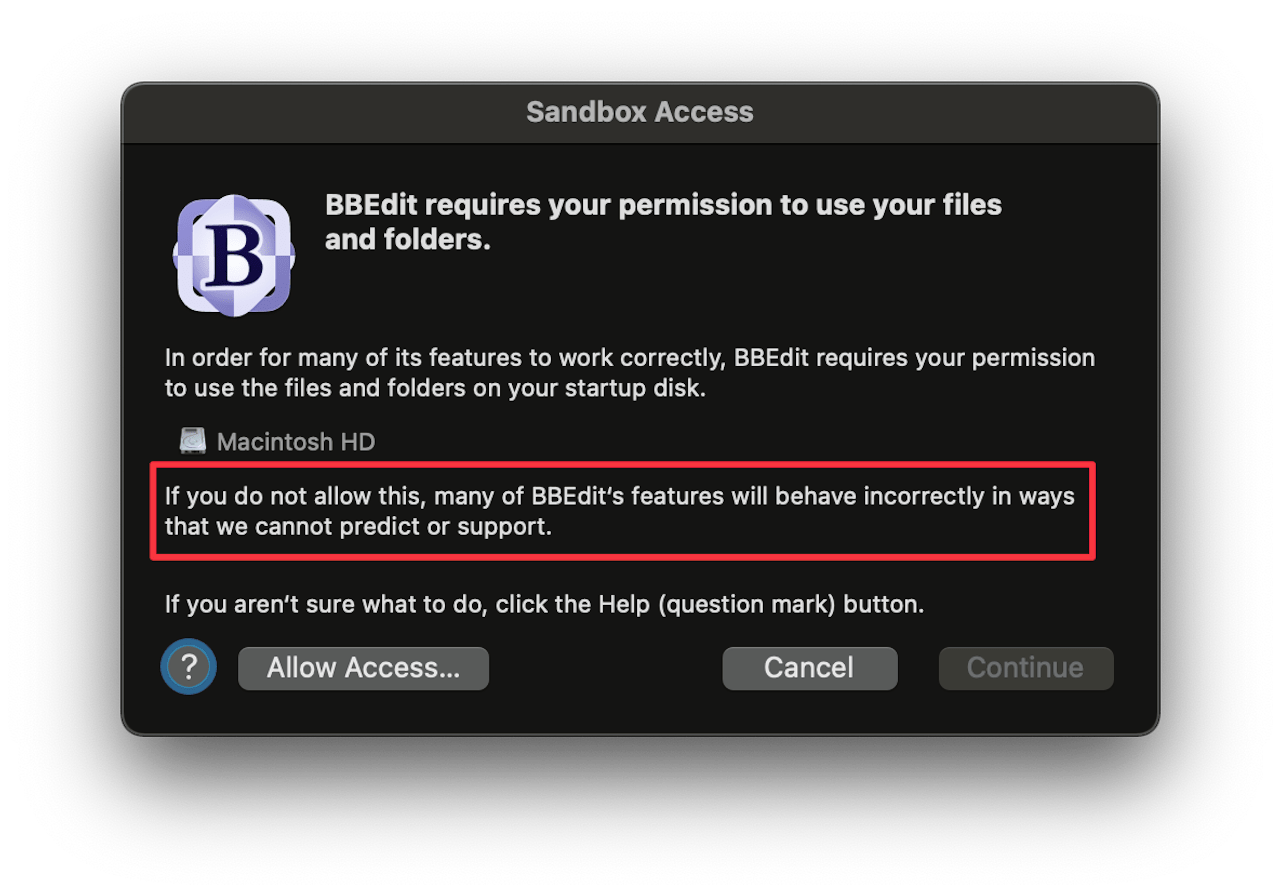 Sandbox Access
B
BBEdit requires your permission to use your files
and folders.
In order for many of its features to work correctly, BBEdit requires your permission
to use the files and folders on your startup disk.
Macintosh HD
If you do not allow this, many of BBEdit‘s features will behave incorrectly in ways
that we cannot predict or support.
If you aren‘t sure what to do, click the Help (question mark) button.
? Allow Access... Cancel Continue